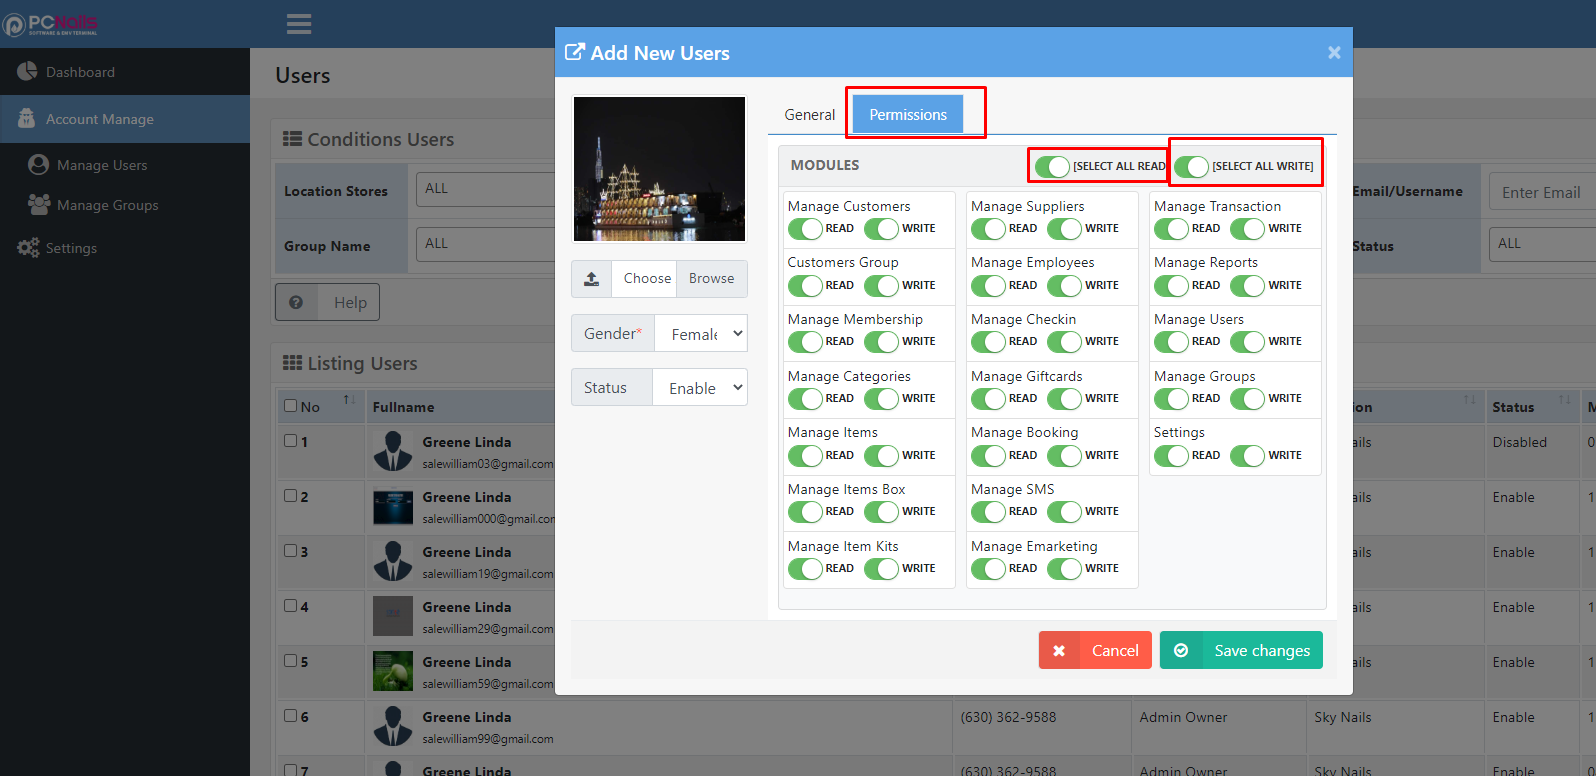 PCNails
SOFTWARE & EMV TERMINAL
Dashboard
Account Manage
Manage Users
Manage Groups
Settings
Users
Conditions Users
Location Stores
ALL
Group Name
ALL
Help
Email/Username
Enter Email
Status
ALL
Listing Users
No
Fullname
ion
Status
1
Greene Linda
salewilliam03@gmail.com
ails
Disabled
0
2
Greene Linda
salewilliam000@gmail.com
ails
Enable
1
3
Greene Linda
salewilliam19@gmail.com
ails
Enable
1
4
Greene Linda
salewilliam29@gmail.com
ails
Enable
1
5
Greene Linda
salewilliam59@gmail.com
ails
Enable
1
6
Greene Linda
salewilliam99@gmail.com
(630) 362-9588
Admin Owner
Sky Nails
Enable
1
7
Greene Linda
(630) 362-9588
Admin Owner
Sky Nails
Enable
0
Add New Users
×
Choose
Browse
Gender*
Female
Status
Enable
General
Permissions
MODULES
[SELECT ALL READ
[SELECT ALL WRITE]
Manage Customers
READ WRITE
Customers Group
READ WRITE
Manage Membership
READ WRITE
Manage Categories
READ WRITE
Manage Items
READ WRITE
Manage Items Box
READ WRITE
Manage Item Kits
READ WRITE
Manage Suppliers
READ WRITE
Manage Employees
READ WRITE
Manage Checkin
READ WRITE
Manage Giftcards
READ WRITE
Manage Booking
READ WRITE
Manage SMS
READ WRITE
Manage Emarketing
READ WRITE
Manage Transaction
READ WRITE
Manage Reports
READ WRITE
Manage Users
READ WRITE
Manage Groups
READ WRITE
Settings
READ WRITE
Cancel
Save changes